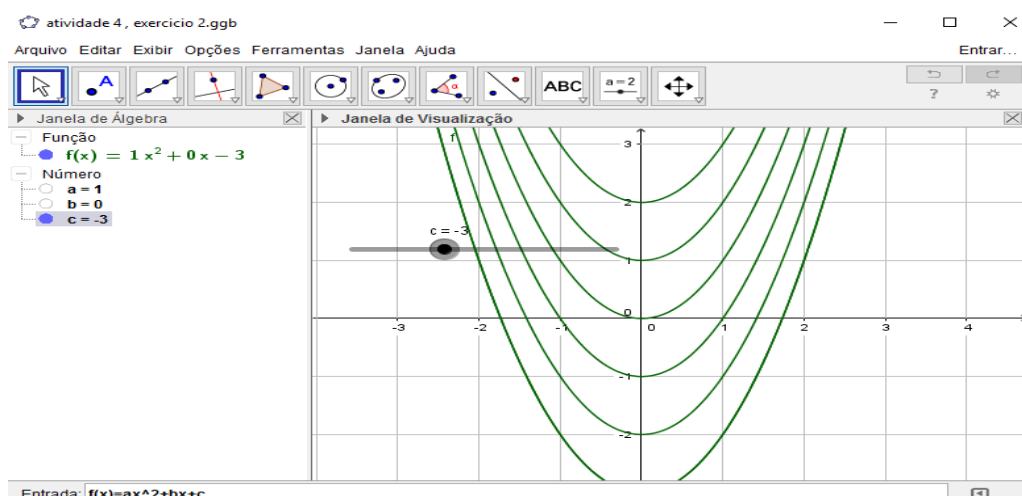 atividade 4 , exercicio 2.ggb
Arquivo Editar Exibir Opções Ferramentas Janela Ajuda
Entrar...
A
α
ABC
a = 2
?
Janela de Álgebra
Janela de Visualização
Função
f(x) = 1 x² + 0 x − 3
Número
a = 1
b = 0
c = -3
f
c = -3
3
2
1
0
-3 -2 -1 0 1 2 3 4
-1
-2
Entrada: f(x)=ax^2+bx+c